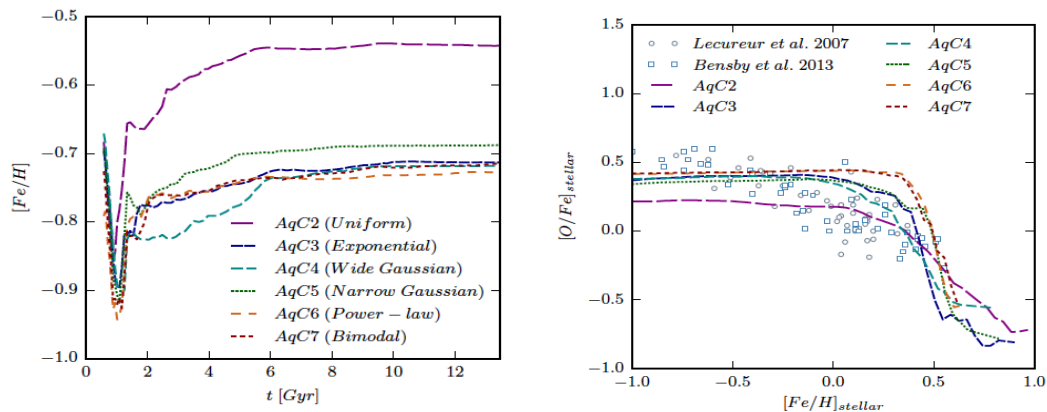 −0.5
−0.6
−0.7
−0.8
−0.9
−1.0
[Fe/H]
AqC2 (Uniform)
AqC3 (Exponential)
AqC4 (Wide Gaussian)
AqC5 (Narrow Gaussian)
AqC6 (Power − law)
AqC7 (Bimodal)
0 2 4 6 8 10 12
t [Gyr]
1.5
1.0
0.5
0.0
−0.5
−1.0
[O/Fe]stellar
Lecureur et al. 2007
Bensby et al. 2013
AqC2
AqC3
AqC4
AqC5
AqC6
AqC7
−1.0 −0.5 0.0 0.5 1.0
[Fe/H]stellar